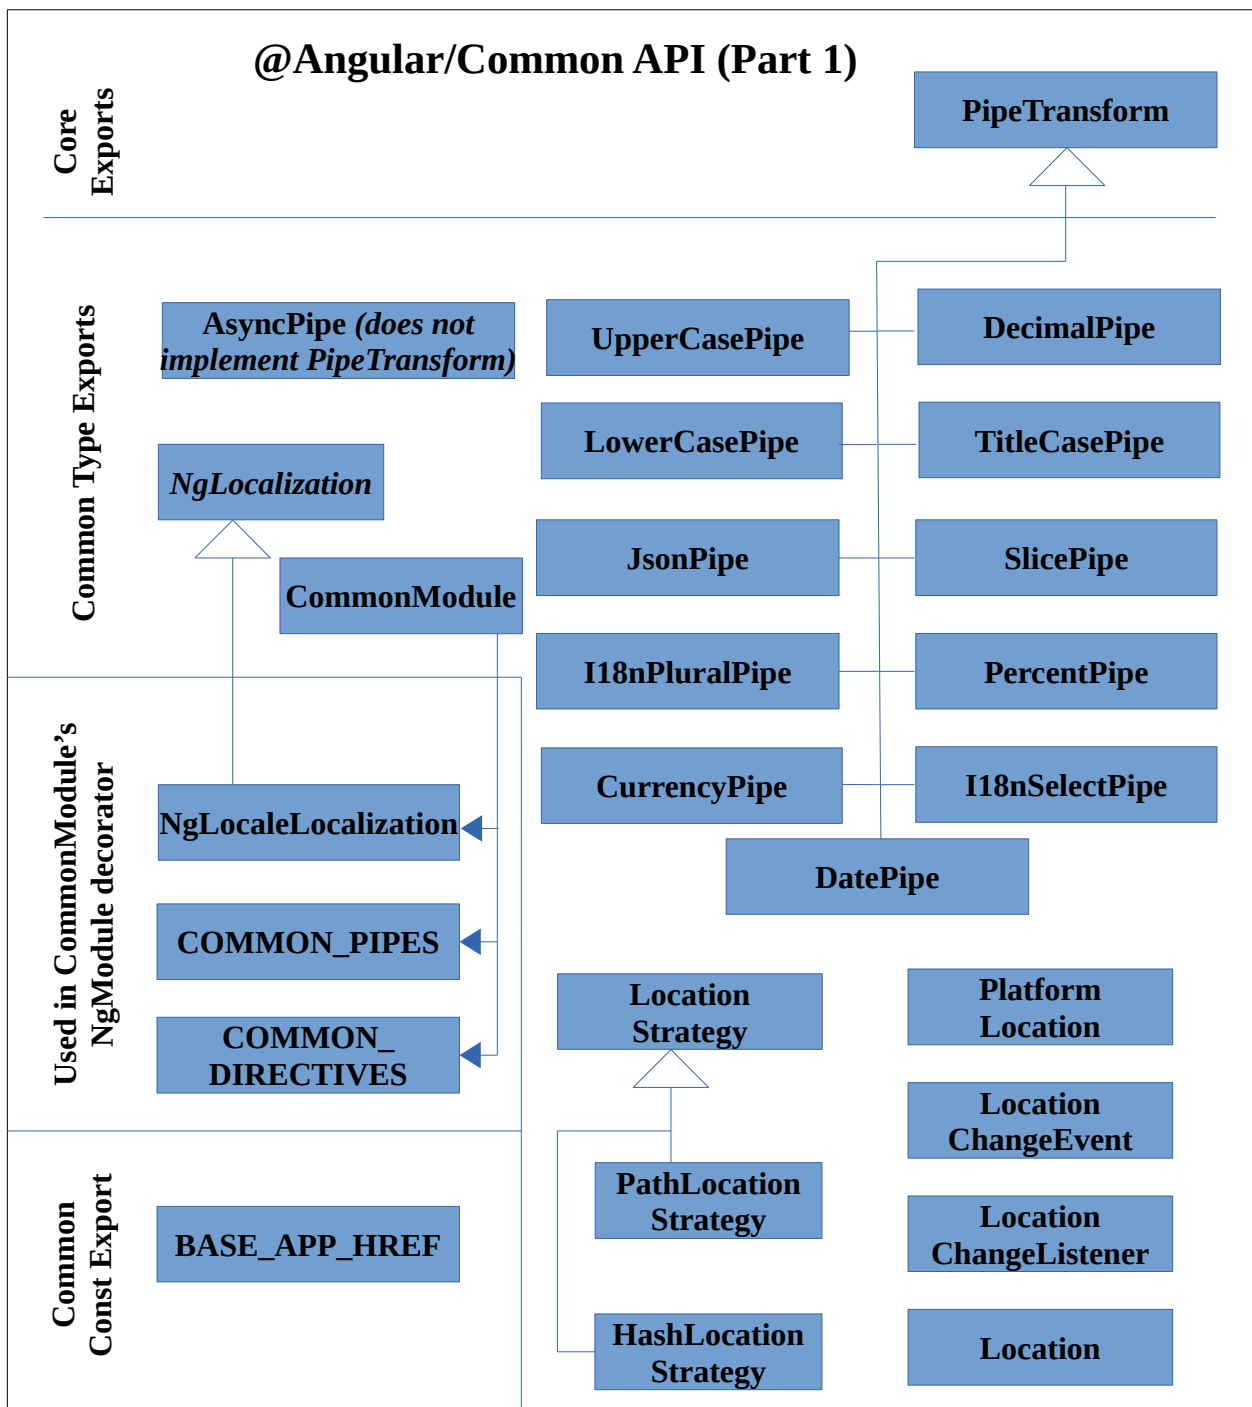 @Angular/Common API (Part 1)
Core
Exports
PipeTransform
Common Type Exports
AsyncPipe (does not
implement PipeTransform)
UpperCasePipe
DecimalPipe
LowerCasePipe
TitleCasePipe
NgLocalization
JsonPipe
SlicePipe
CommonModule
I18nPluralPipe
PercentPipe
CurrencyPipe
I18nSelectPipe
DatePipe
Used in CommonModule’s
NgModule decorator
NgLocaleLocalization
COMMON_PIPES
COMMON_
DIRECTIVES
Location
Strategy
Platform
Location
Location
ChangeEvent
PathLocation
Strategy
Location
ChangeListener
HashLocation
Strategy
Location
Common
Const Export
BASE_APP_HREF